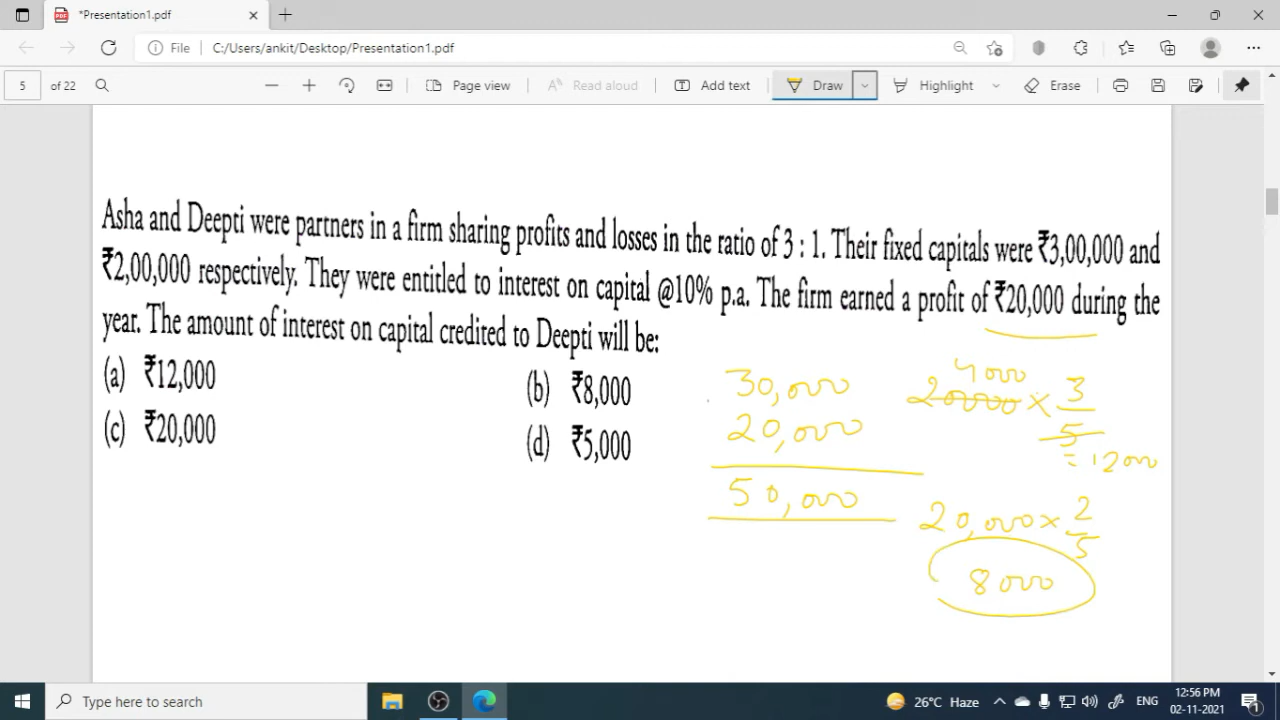 *Presentation1.pdf
File C:/Users/ankit/Desktop/Presentation1.pdf
5 of 22 Page view Read aloud Add text Draw Highlight Erase
Asha and Deepti were partners in a firm sharing profits and losses in the ratio of 3 : 1. Their fixed capitals were ₹3,00,000 and
₹2,00,000 respectively. They were entitled to interest on capital @10% p.a. The firm earned a profit of ₹20,000 during the
year. The amount of interest on capital credited to Deepti will be:
(a) ₹12,000
(b) ₹8,000
(c) ₹20,000
(d) ₹5,000
30,000
20,000
50,000
4000
20000 × 3/5
= 12000
20,000 × 2/5
8000
Type here to search
26°C Haze
ENG
12:56 PM
02-11-2021
1